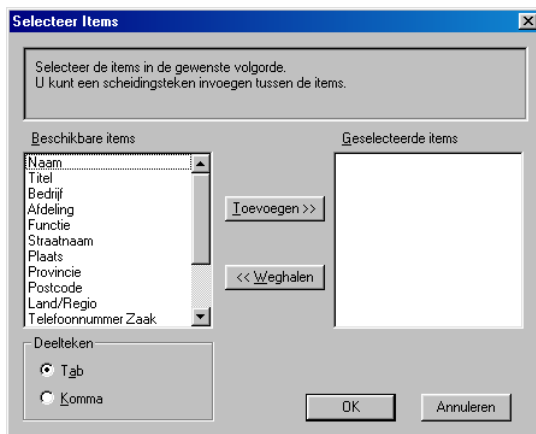 Selecteer Items
Selecteer de items in de gewenste volgorde.
U kunt een scheidingsteken invoegen tussen de items.
Beschikbare items
Naam
Titel
Bedrijf
Afdeling
Functie
Straatnaam
Plaats
Provincie
Postcode
Land/Regio
Telefoonnummer Zaak
Toevoegen >>
<< Weghalen
Geselecteerde items
Deelteken
Tab
Komma
OK
Annuleren